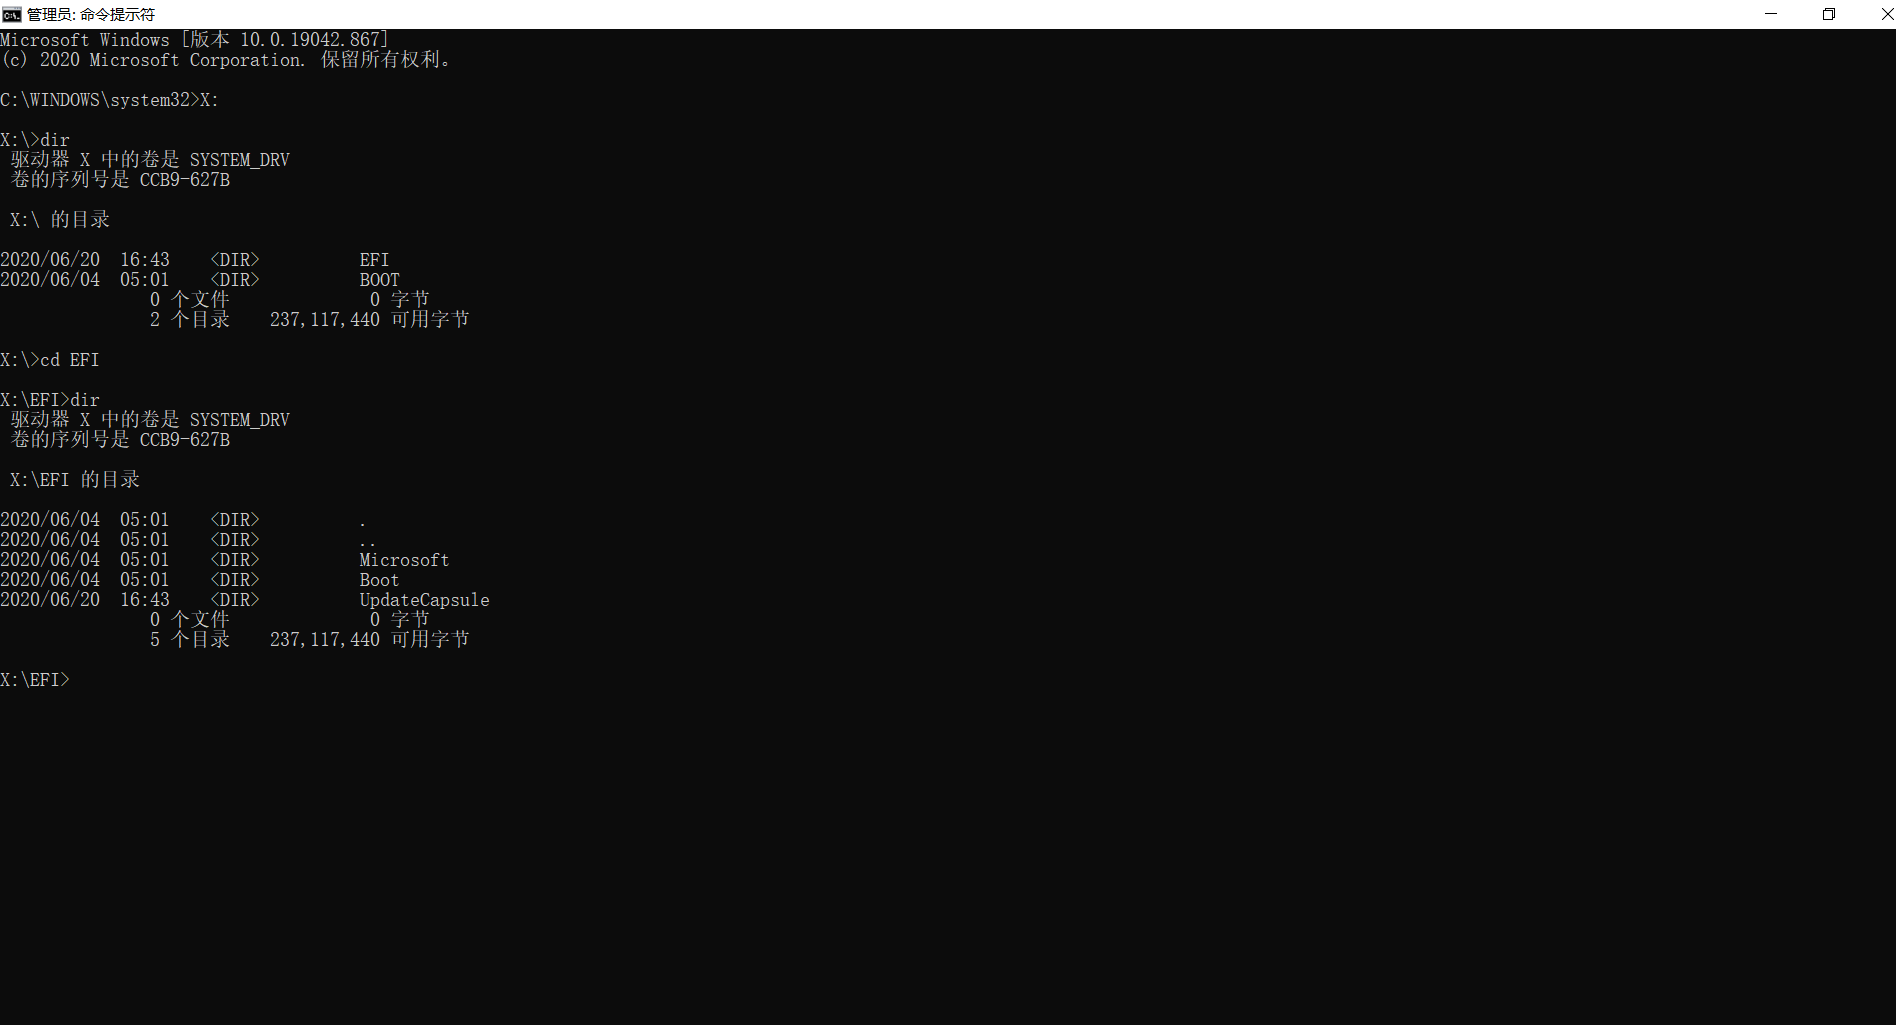 管理员: 命令提示符
Microsoft Windows [版本 10.0.19042.867]
(c) 2020 Microsoft Corporation. 保留所有权利。
C:\WINDOWS\system32>X:
X:\>dir
驱动器 X 中的卷是 SYSTEM_DRV
卷的序列号是 CCB9-627B
X:\ 的目录
2020/06/20  16:43    <DIR>          EFI
2020/06/04  05:01    <DIR>          BOOT
0 个文件              0 字节
2 个目录    237,117,440 可用字节
X:\>cd EFI
X:\EFI>dir
驱动器 X 中的卷是 SYSTEM_DRV
卷的序列号是 CCB9-627B
X:\EFI 的目录
2020/06/04  05:01    <DIR>          .
2020/06/04  05:01    <DIR>          ..
2020/06/04  05:01    <DIR>          Microsoft
2020/06/04  05:01    <DIR>          Boot
2020/06/20  16:43    <DIR>          UpdateCapsule
0 个文件              0 字节
5 个目录    237,117,440 可用字节
X:\EFI>